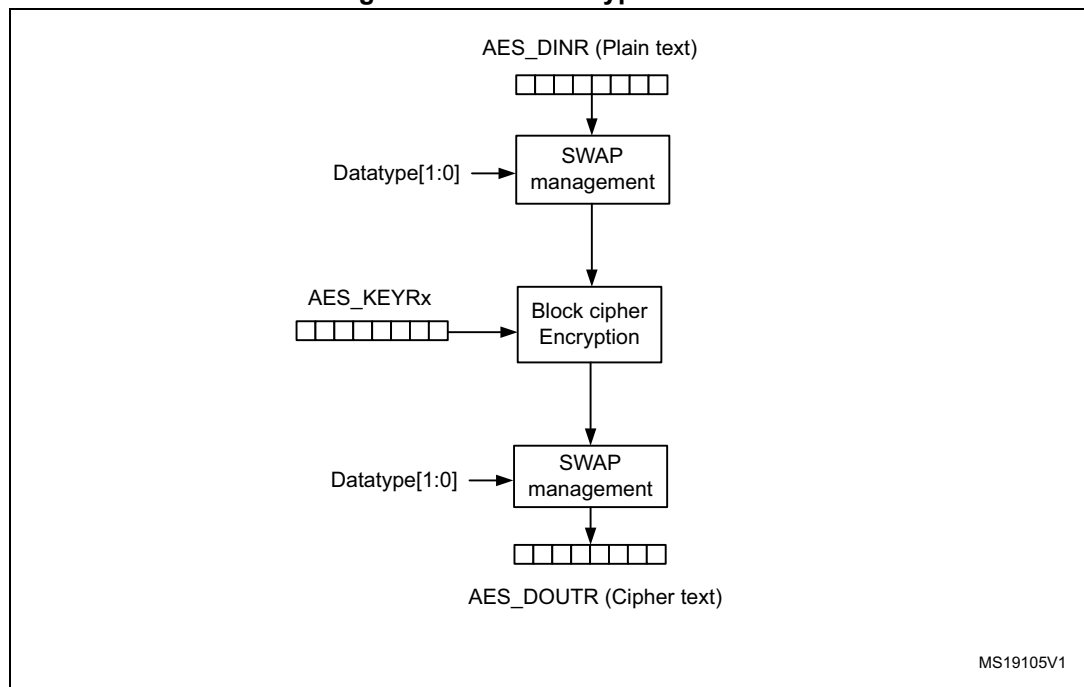 AES_DINR (Plain text)
SWAP
management
Datatype[1:0]
AES_KEYRx
Block cipher
Encryption
SWAP
management
Datatype[1:0]
AES_DOUTR (Cipher text)
MS19105V1